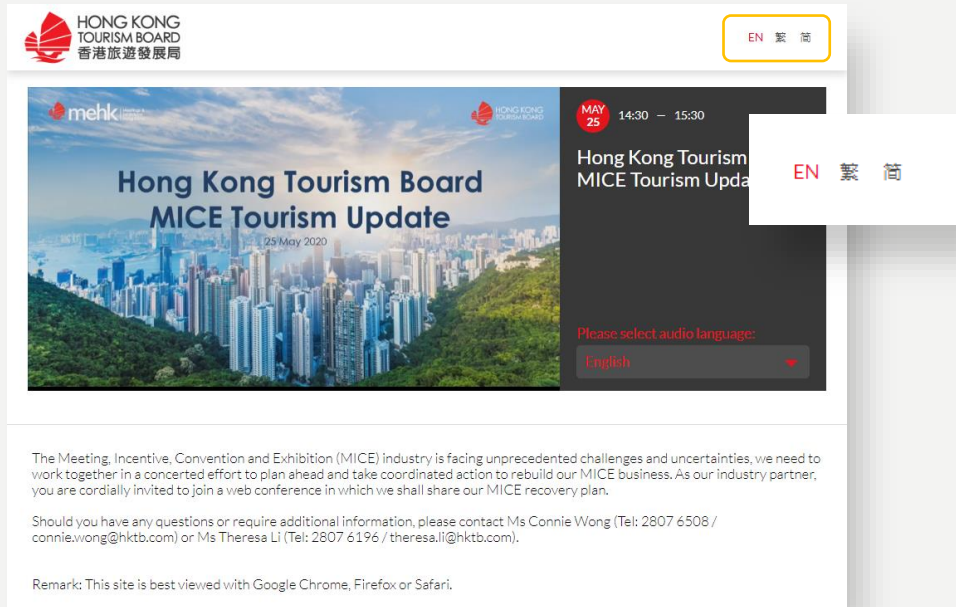 HONG KONG
TOURISM BOARD
香港旅遊發展局
EN 繁 简
mehk
HONG KONG
TOURISM BOARD
Hong Kong Tourism Board
MICE Tourism Update
25 May 2020
MAY
25
14:30 — 15:30
Hong Kong Tourism
MICE Tourism Upda
EN 繁 简
Please select audio language:
English
The Meeting, Incentive, Convention and Exhibition (MICE) industry is facing unprecedented challenges and uncertainties, we need to
work together in a concerted effort to plan ahead and take coordinated action to rebuild our MICE business. As our industry partner,
you are cordially invited to join a web conference in which we shall share our MICE recovery plan.
Should you have any questions or require additional information, please contact Ms Connie Wong (Tel: 2807 6508 /
connie.wong@hktb.com) or Ms Theresa Li (Tel: 2807 6196 / theresa.li@hktb.com).
Remark: This site is best viewed with Google Chrome, Firefox or Safari.